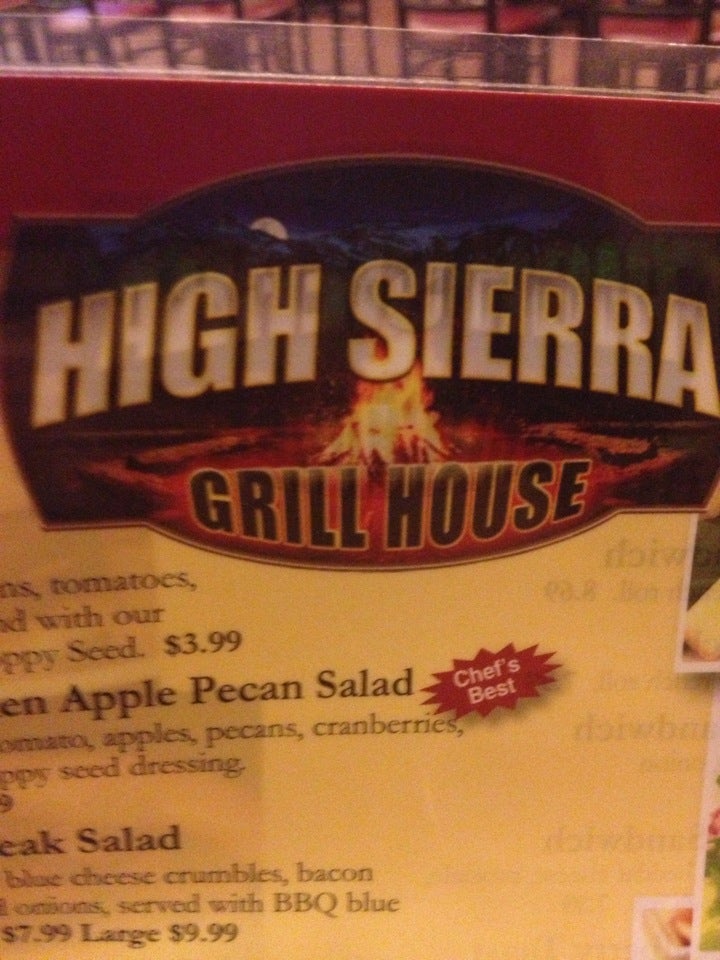 HIGH SIERRA
GRILL HOUSE
ns, tomatoes,
d with our
ppy Seed. $3.99
en Apple Pecan Salad
Chef's
Best
omato, apples, pecans, cranberries,
ppy seed dressing.
9
eak Salad
blue cheese crumbles, bacon
d onions, served with BBQ blue
$7.99 Large $9.99